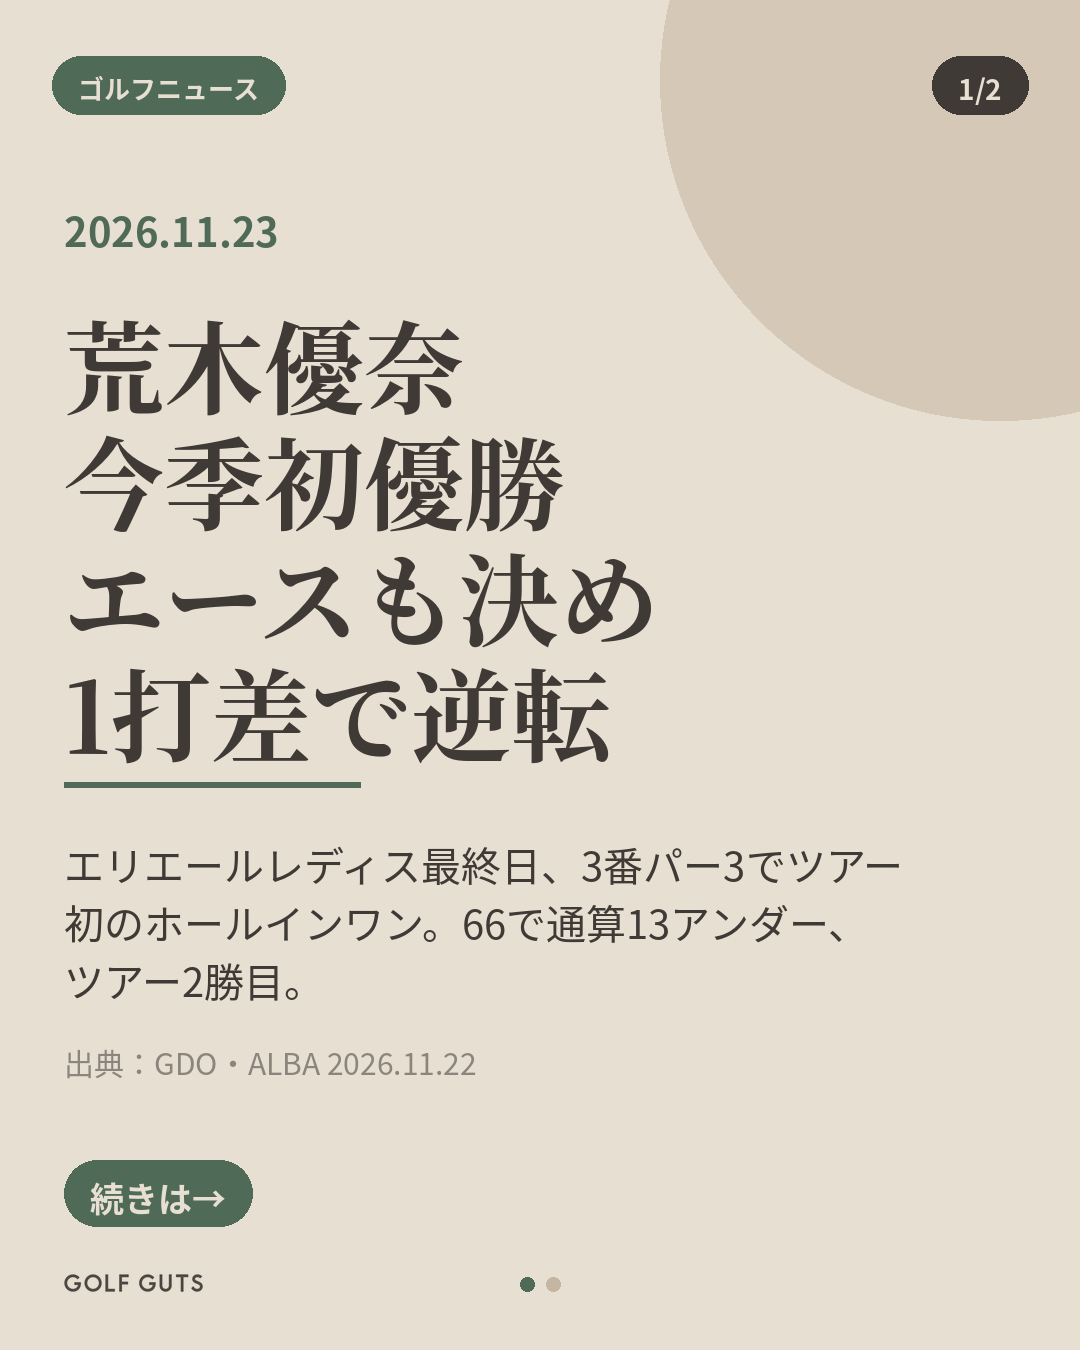 ゴルフニュース
1/2
2026.11.23
荒木優奈
今季初優勝
エースも決め
1打差で逆転
エリエールレディス最終日、3番パー3でツアー
初のホールインワン。66で通算13アンダー、
ツアー2勝目。
出典：GDO・ALBA 2026.11.22
続きは→
GOLF GUTS